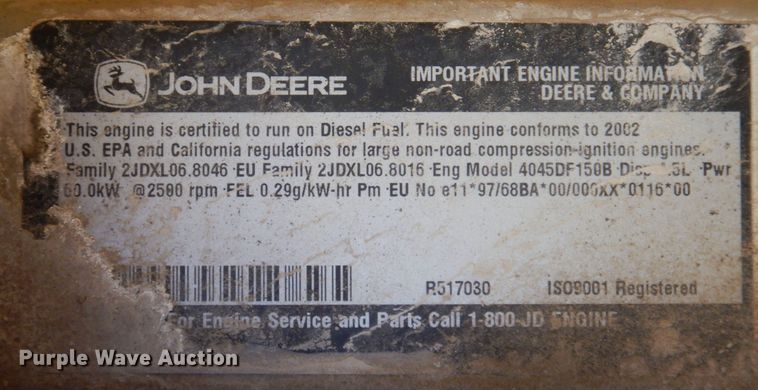 JOHN DEERE
IMPORTANT ENGINE INFORMATION
DEERE & COMPANY
This engine is certified to run on Diesel Fuel. This engine conforms to 2002
U.S. EPA and California regulations for large non-road compression-ignition engines.
Family 2JDXL06.8046 EU Family 2JDXL06.8016 Eng Model 4045DF150B Pwr
@2500 rpm FEL 0.29g/kW-hr Pm EU No
R517030 ISO9001 Registered
For Engine Service and Parts Call 1-800-JD ENGINE
Purple Wave Auction